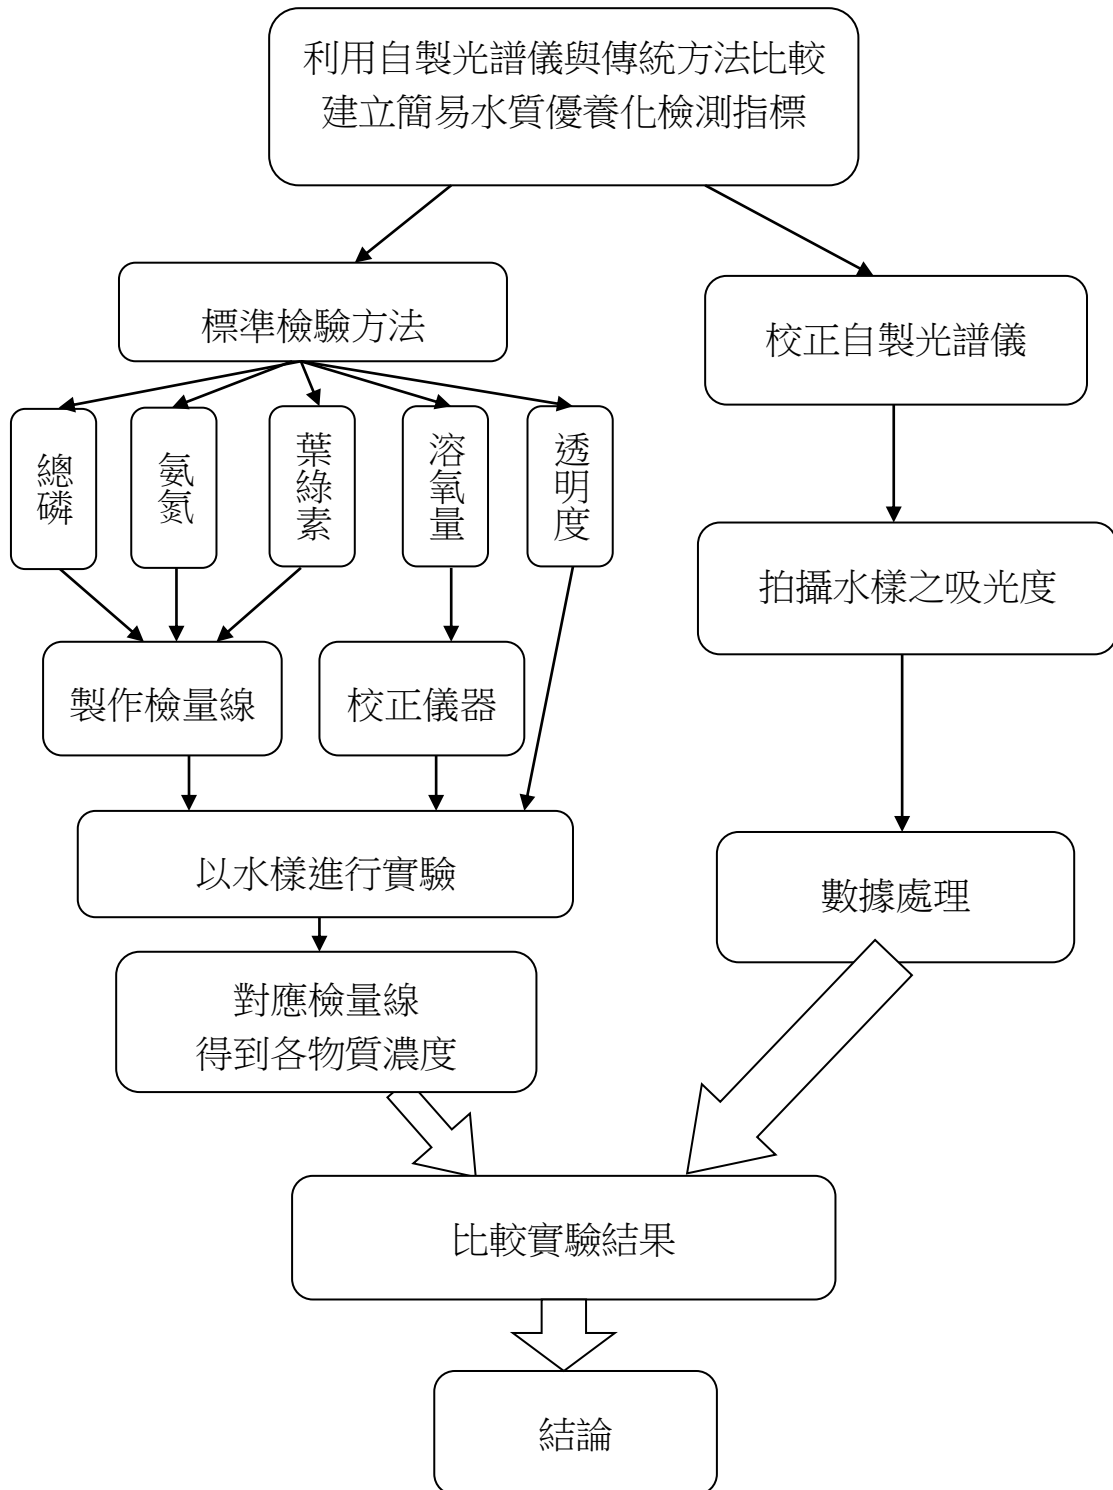 利用自製光譜儀與傳統方法比較
建立簡易水質優養化檢測指標
標準檢驗方法
校正自製光譜儀
總磷
氨氮
葉綠素
溶氧量
透明度
拍攝水樣之吸光度
製作檢量線
校正儀器
以水樣進行實驗
數據處理
對應檢量線
得到各物質濃度
比較實驗結果
結論